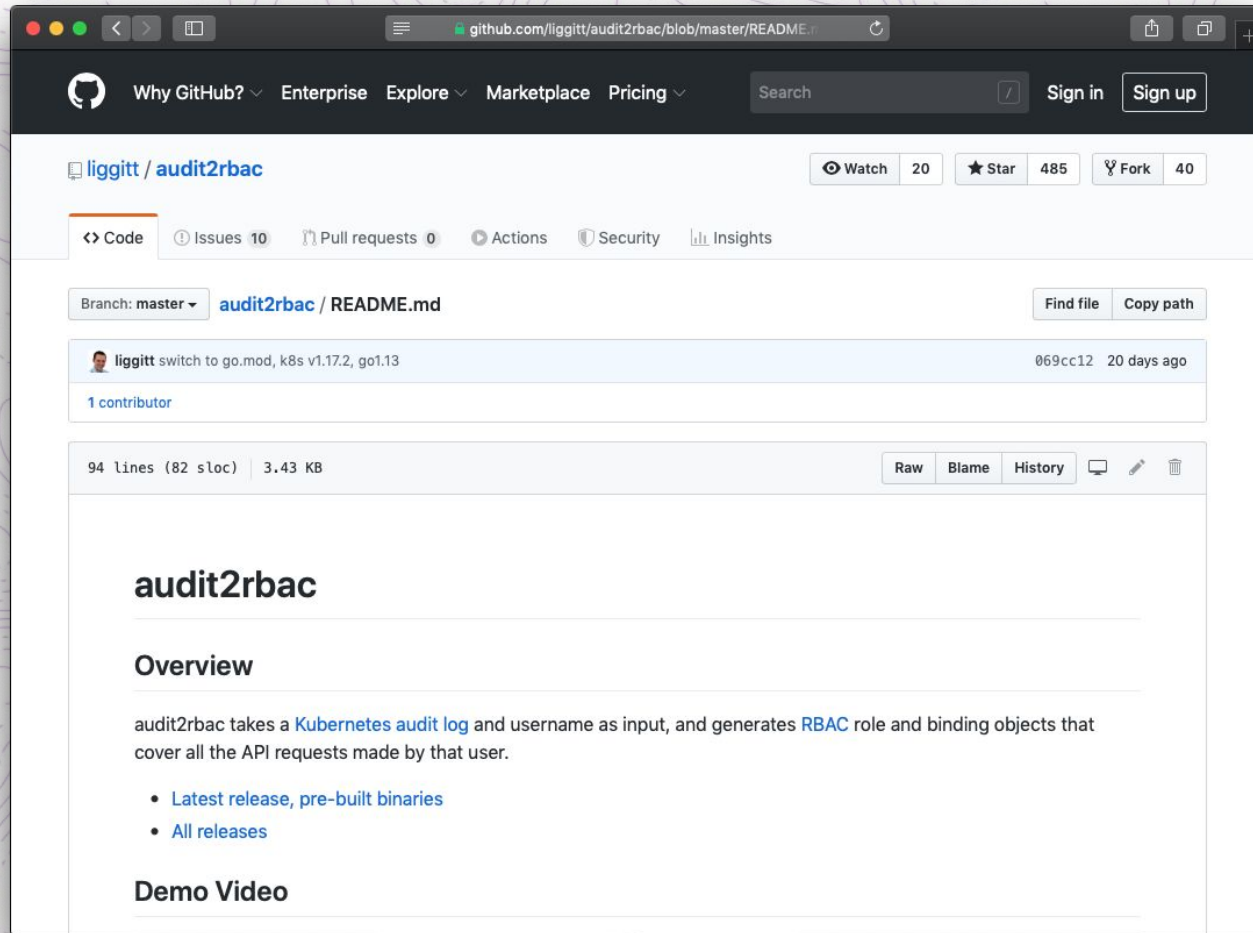 github.com/liggitt/audit2rbac/blob/master/README.
Why GitHub? Enterprise Explore Marketplace Pricing Search / Sign in Sign up
liggitt / audit2rbac Watch 20 Star 485 Fork 40
<> Code Issues 10 Pull requests 0 Actions Security Insights
Branch: master audit2rbac / README.md Find file Copy path
liggitt switch to go.mod, k8s v1.17.2, go1.13 069cc12 20 days ago
1 contributor
94 lines (82 sloc) 3.43 KB Raw Blame History
audit2rbac
Overview
audit2rbac takes a Kubernetes audit log and username as input, and generates RBAC role and binding objects that
cover all the API requests made by that user.
• Latest release, pre-built binaries
• All releases
Demo Video